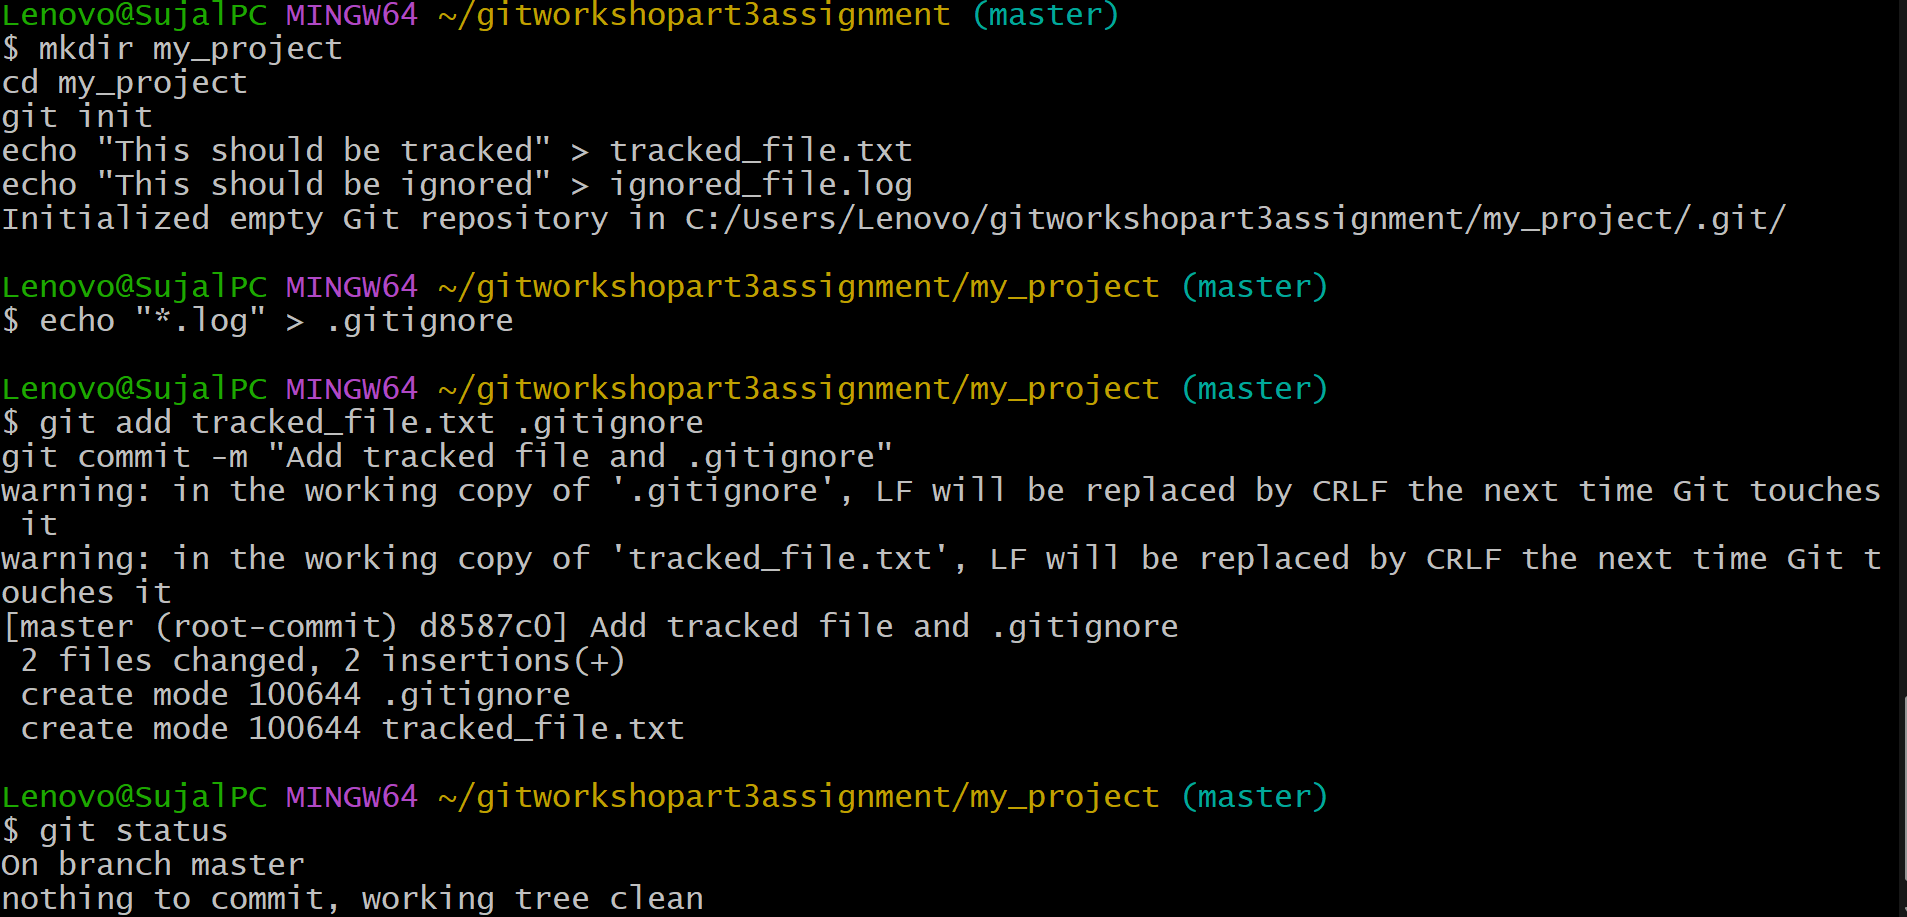 Lenovo@SujalPC MINGW64 ~/gitworkshopart3assignment (master)
$ mkdir my_project
cd my_project
git init
echo "This should be tracked" > tracked_file.txt
echo "This should be ignored" > ignored_file.log
Initialized empty Git repository in C:/Users/Lenovo/gitworkshopart3assignment/my_project/.git/
Lenovo@SujalPC MINGW64 ~/gitworkshopart3assignment/my_project (master)
$ echo "*.log" > .gitignore
Lenovo@SujalPC MINGW64 ~/gitworkshopart3assignment/my_project (master)
$ git add tracked_file.txt .gitignore
git commit -m "Add tracked file and .gitignore"
warning: in the working copy of '.gitignore', LF will be replaced by CRLF the next time Git touches
 it
warning: in the working copy of 'tracked_file.txt', LF will be replaced by CRLF the next time Git t
ouches it
[master (root-commit) d8587c0] Add tracked file and .gitignore
 2 files changed, 2 insertions(+)
 create mode 100644 .gitignore
 create mode 100644 tracked_file.txt
Lenovo@SujalPC MINGW64 ~/gitworkshopart3assignment/my_project (master)
$ git status
On branch master
nothing to commit, working tree clean